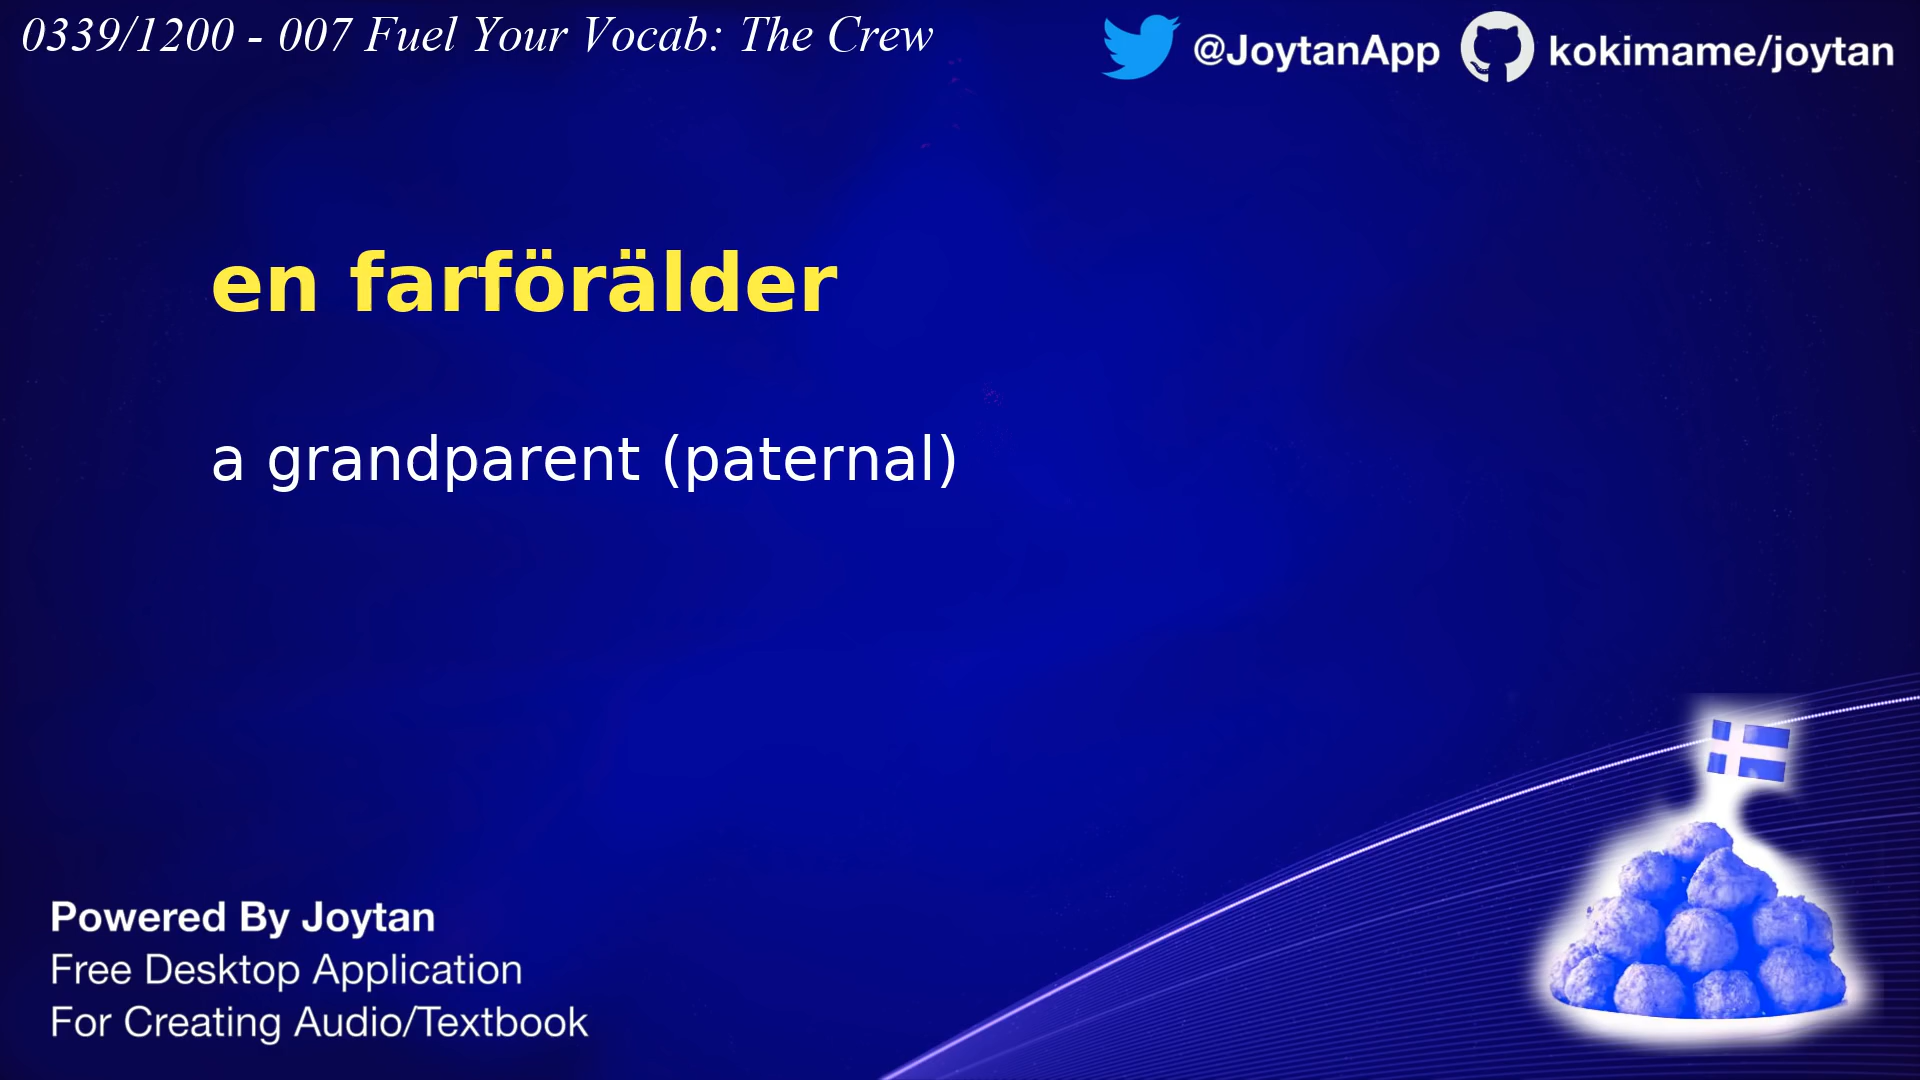 0339/1200 - 007 Fuel Your Vocab: The Crew
@JoytanApp
kokimame/joytan
en farförälder
a grandparent (paternal)
Powered By Joytan
Free Desktop Application
For Creating Audio/Textbook